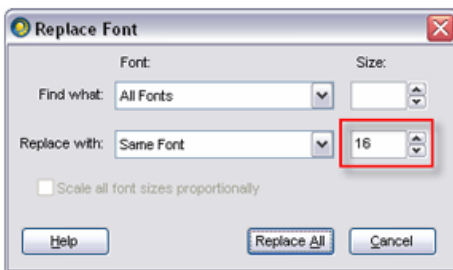 Replace Font
Font: Size:
Find what: All Fonts
Replace with: Same Font 16
Scale all font sizes proportionally
Help Replace All Cancel